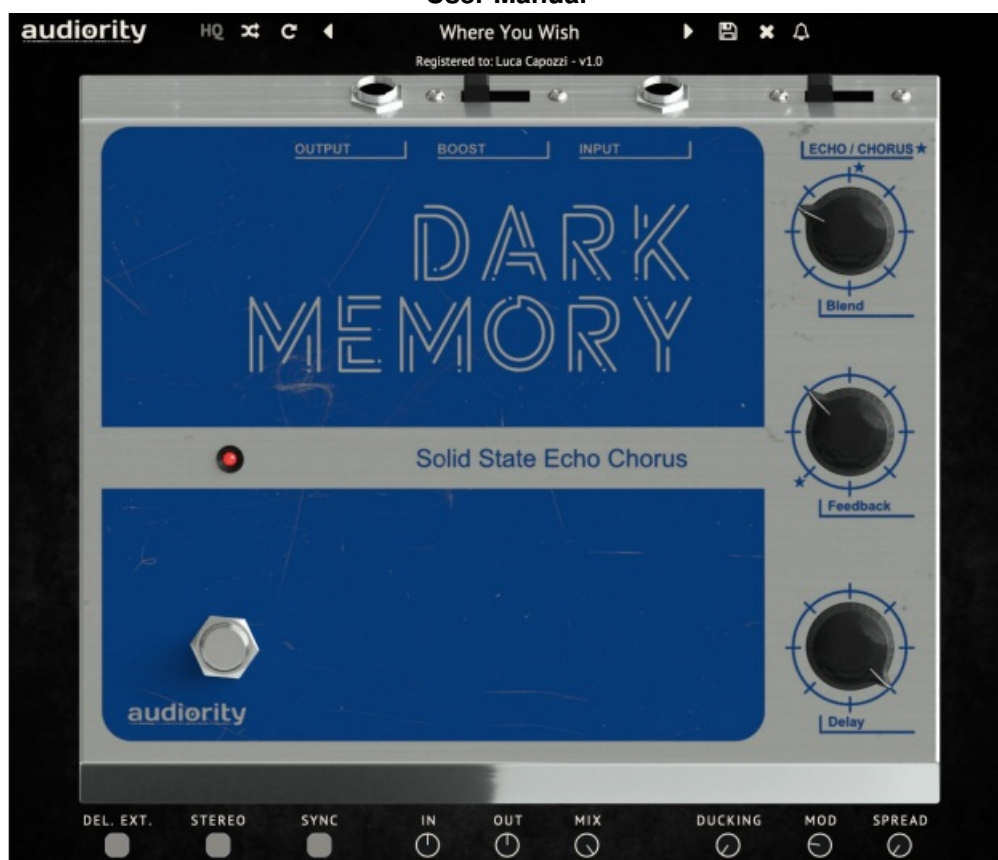 User Manual
audiority HQ Where You Wish
Registered to: Luca Capozzi - v1.0
OUTPUT BOOST INPUT ECHO / CHORUS★
★
DARK
MEMORY
Blend
Solid State Echo Chorus
★
Feedback
audiority
Delay
DEL. EXT. STEREO SYNC IN OUT MIX DUCKING MOD SPREAD